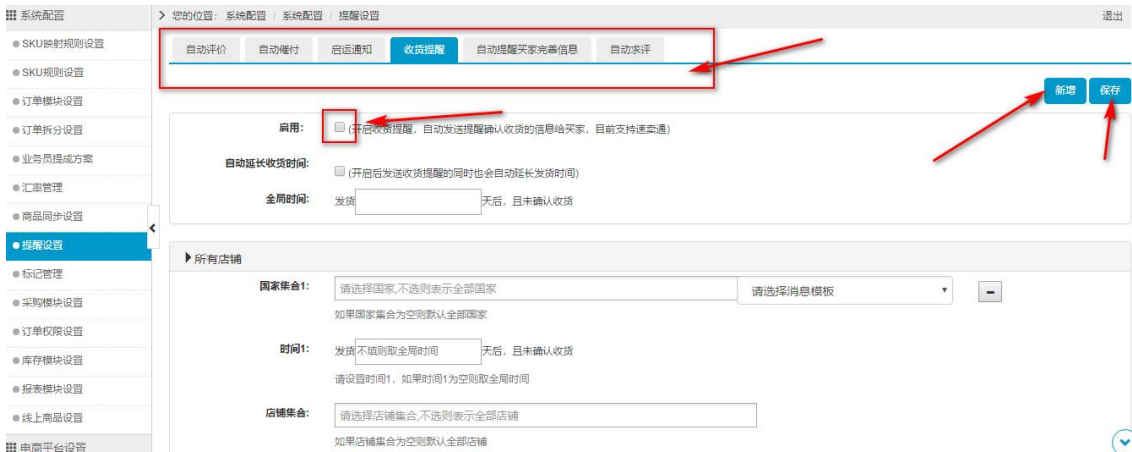 系统配置
> 您的位置： 系统配置 / 系统配置 / 提醒设置
退出
SKU映射规则设置
SKU规则设置
订单模块设置
订单拆分设置
业务员提成方案
汇率管理
商品同步设置
提醒设置
标记管理
采购模块设置
订单权限设置
库存模块设置
报表模块设置
线上商品设置
电商平台设置
自动评价 自动催付 启运通知 收货提醒 自动提醒买家完善信息 自动求评
新增 保存
启用： (开启收货提醒，自动发送提醒确认收货的信息给买家，目前支持速卖通)
自动延长收货时间:
(开启后发送收货提醒的同时也会自动延长发货时间)
全局时间: 发货 天后，且未确认收货
所有店铺
国家集合1: 请选择国家,不选则表示全部国家 请选择消息模板
如果国家集合为空则默认全部国家
时间1: 发货 不填则取全局时间 天后，且未确认收货
请设置时间1，如果时间1为空则取全局时间
店铺集合: 请选择店铺集合,不选则表示全部店铺
如果店铺集合为空则默认全部店铺